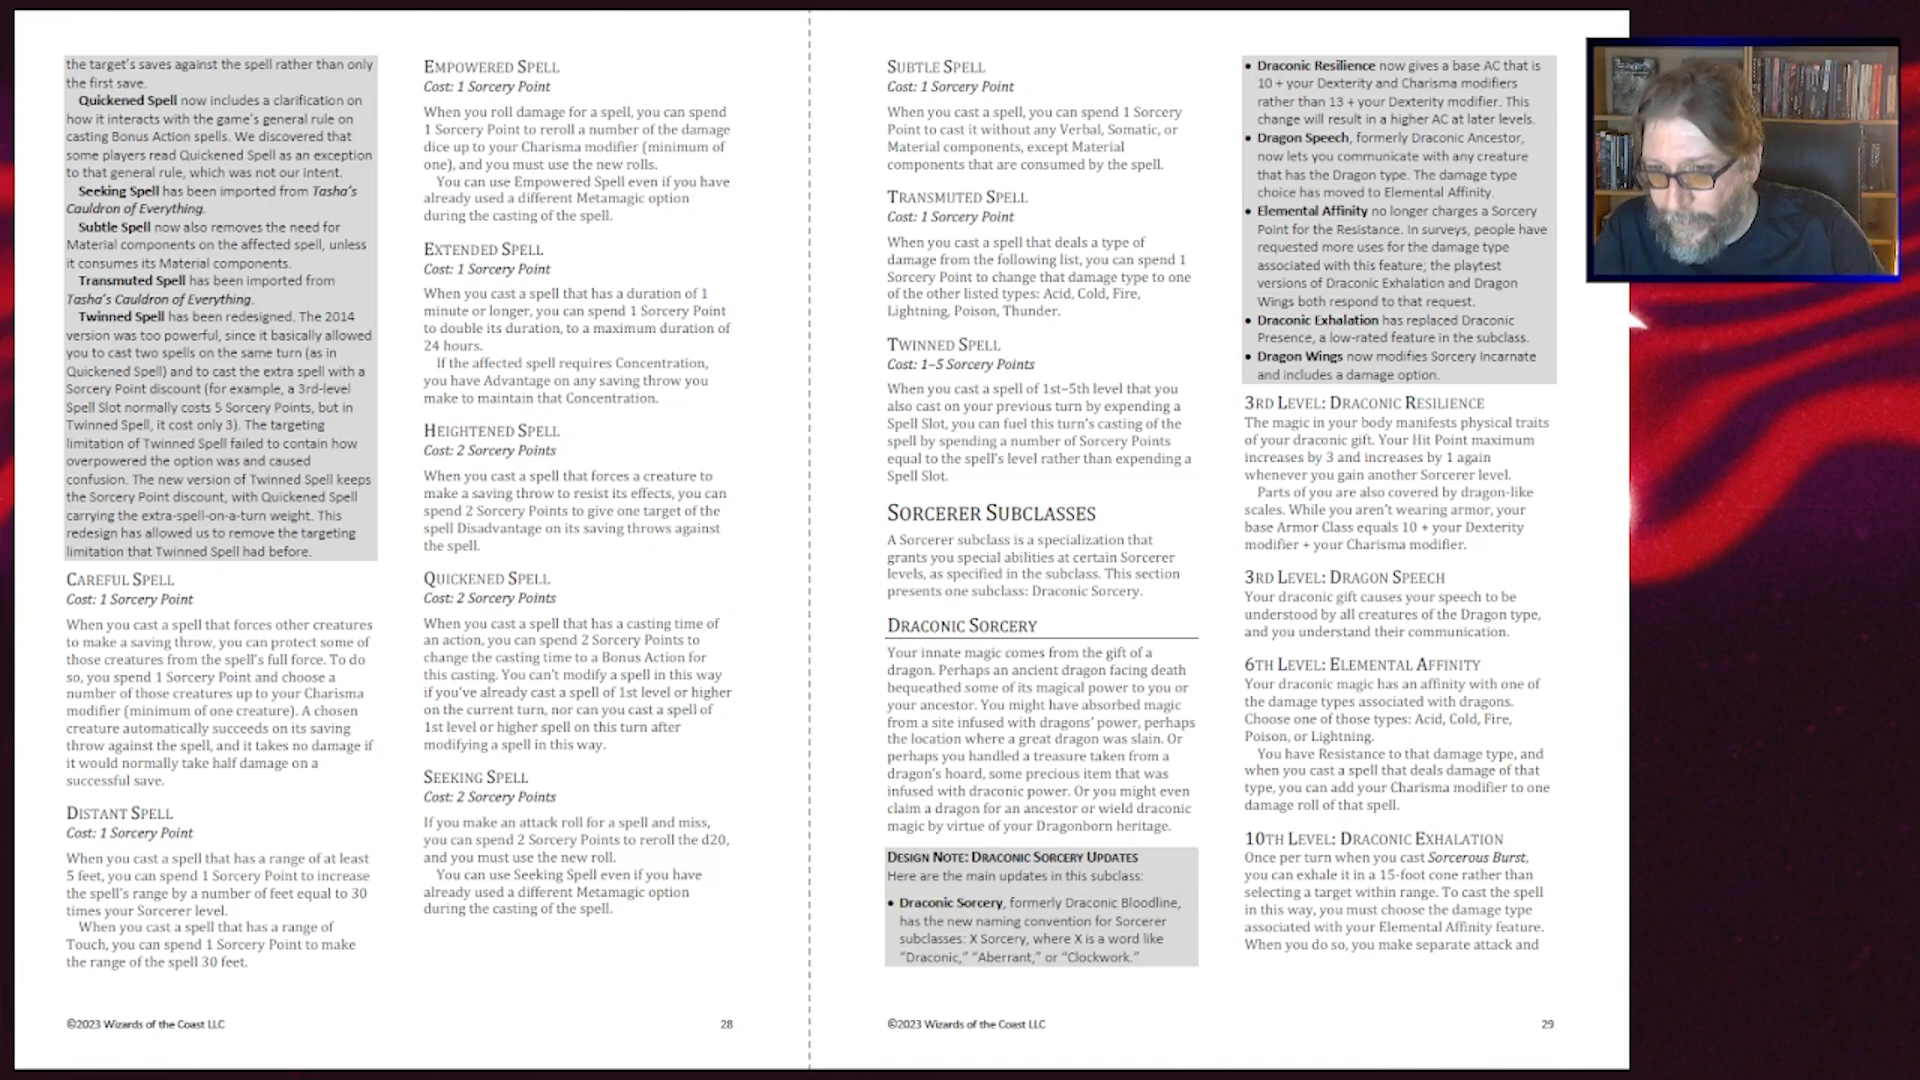 the target's saves against the spell rather than only
the first save.
Quickened Spell now includes a clarification on
how it interacts with the game's general rule on
casting Bonus Action spells. We discovered that
some players read Quickened Spell as an exception
to that general rule, which was not our intent.
Seeking Spell has been imported from Tasha's
Cauldron of Everything.
Subtle Spell now also removes the need for
Material components on the affected spell, unless
it consumes its Material components.
Transmuted Spell has been imported from
Tasha's Cauldron of Everything.
Twinned Spell has been redesigned. The 2014
version was too powerful, since it basically allowed
you to cast two spells on the same turn (as in
Quickened Spell) and to cast the extra spell with a
Sorcery Point discount (for example, a 3rd-level
Spell Slot normally costs 5 Sorcery Points, but in
Twinned Spell, it cost only 3). The targeting
limitation of Twinned Spell failed to contain how
overpowered the option was and caused
confusion. The new version of Twinned Spell keeps
the Sorcery Point discount, with Quickened Spell
carrying the extra-spell-on-a-turn weight. This
redesign has allowed us to remove the targeting
limitation that Twinned Spell had before.
CAREFUL SPELL
Cost: 1 Sorcery Point
When you cast a spell that forces other creatures
to make a saving throw, you can protect some of
those creatures from the spell's full force. To do
so, you spend 1 Sorcery Point and choose a
number of those creatures up to your Charisma
modifier (minimum of one creature). A chosen
creature automatically succeeds on its saving
throw against the spell, and it takes no damage if
it would normally take half damage on a
successful save.
DISTANT SPELL
Cost: 1 Sorcery Point
When you cast a spell that has a range of at least
5 feet, you can spend 1 Sorcery Point to increase
the spell's range by a number of feet equal to 30
times your Sorcerer level.
When you cast a spell that has a range of
Touch, you can spend 1 Sorcery Point to make
the range of the spell 30 feet.
EMPOWERED SPELL
Cost: 1 Sorcery Point
When you roll damage for a spell, you can spend
1 Sorcery Point to reroll a number of the damage
dice up to your Charisma modifier (minimum of
one), and you must use the new rolls.
You can use Empowered Spell even if you have
already used a different Metamagic option
during the casting of the spell.
EXTENDED SPELL
Cost: 1 Sorcery Point
When you cast a spell that has a duration of 1
minute or longer, you can spend 1 Sorcery Point
to double its duration, to a maximum duration of
24 hours.
If the affected spell requires Concentration,
you have Advantage on any saving throw you
make to maintain that Concentration.
HEIGHTENED SPELL
Cost: 2 Sorcery Points
When you cast a spell that forces a creature to
make a saving throw to resist its effects, you can
spend 2 Sorcery Points to give one target of the
spell Disadvantage on its saving throws against
the spell.
QUICKENED SPELL
Cost: 2 Sorcery Points
When you cast a spell that has a casting time of
an action, you can spend 2 Sorcery Points to
change the casting time to a Bonus Action for
this casting. You can't modify a spell in this way
if you've already cast a spell of 1st level or higher
on the current turn, nor can you cast a spell of
1st level or higher spell on this turn after
modifying a spell in this way.
SEEKING SPELL
Cost: 2 Sorcery Points
If you make an attack roll for a spell and miss,
you can spend 2 Sorcery Points to reroll the d20,
and you must use the new roll.
You can use Seeking Spell even if you have
already used a different Metamagic option
during the casting of the spell.
©2023 Wizards of the Coast LLC
28
SUBTLE SPELL
Cost: 1 Sorcery Point
When you cast a spell, you can spend 1 Sorcery
Point to cast it without any Verbal, Somatic, or
Material components, except Material
components that are consumed by the spell.
TRANSMUTED SPELL
Cost: 1 Sorcery Point
When you cast a spell that deals a type of
damage from the following list, you can spend 1
Sorcery Point to change that damage type to one
of the other listed types: Acid, Cold, Fire,
Lightning, Poison, Thunder.
TWINNED SPELL
Cost: 1–5 Sorcery Points
When you cast a spell of 1st–5th level that you
also cast on your previous turn by expending a
Spell Slot, you can fuel this turn's casting of the
spell by spending a number of Sorcery Points
equal to the spell's level rather than expending a
Spell Slot.
SORCERER SUBCLASSES
A Sorcerer subclass is a specialization that
grants you special abilities at certain Sorcerer
levels, as specified in the subclass. This section
presents one subclass: Draconic Sorcery.
DRACONIC SORCERY
Your innate magic comes from the gift of a
dragon. Perhaps an ancient dragon facing death
bequeathed some of its magical power to you or
your ancestor. You might have absorbed magic
from a site infused with dragons' power, perhaps
the location where a great dragon was slain. Or
perhaps you handled a treasure taken from a
dragon's hoard, some precious item that was
infused with draconic power. Or you might even
claim a dragon for an ancestor or wield draconic
magic by virtue of your Dragonborn heritage.
DESIGN NOTE: DRACONIC SORCERY UPDATES
Here are the main updates in this subclass:
• Draconic Sorcery, formerly Draconic Bloodline,
has the new naming convention for Sorcerer
subclasses: X Sorcery, where X is a word like
“Draconic,” “Aberrant,” or “Clockwork.”
• Draconic Resilience now gives a base AC that is
10 + your Dexterity and Charisma modifiers
rather than 13 + your Dexterity modifier. This
change will result in a higher AC at later levels.
• Dragon Speech, formerly Draconic Ancestor,
now lets you communicate with any creature
that has the Dragon type. The damage type
choice has moved to Elemental Affinity.
• Elemental Affinity no longer charges a Sorcery
Point for the Resistance. In surveys, people have
requested more uses for the damage type
associated with this feature; the playtest
versions of Draconic Exhalation and Dragon
Wings both respond to that request.
• Draconic Exhalation has replaced Draconic
Presence, a low-rated feature in the subclass.
• Dragon Wings now modifies Sorcery Incarnate
and includes a damage option.
3RD LEVEL: DRACONIC RESILIENCE
The magic in your body manifests physical traits
of your draconic gift. Your Hit Point maximum
increases by 3 and increases by 1 again
whenever you gain another Sorcerer level.
Parts of you are also covered by dragon-like
scales. While you aren't wearing armor, your
base Armor Class equals 10 + your Dexterity
modifier + your Charisma modifier.
3RD LEVEL: DRAGON SPEECH
Your draconic gift causes your speech to be
understood by all creatures of the Dragon type,
and you understand their communication.
6TH LEVEL: ELEMENTAL AFFINITY
Your draconic magic has an affinity with one of
the damage types associated with dragons.
Choose one of those types: Acid, Cold, Fire,
Poison, or Lightning.
You have Resistance to that damage type, and
when you cast a spell that deals damage of that
type, you can add your Charisma modifier to one
damage roll of that spell.
10TH LEVEL: DRACONIC EXHALATION
Once per turn when you cast Sorcerous Burst,
you can exhale it in a 15-foot cone rather than
selecting a target within range. To cast the spell
in this way, you must choose the damage type
associated with your Elemental Affinity feature.
When you do so, you make separate attack and
©2023 Wizards of the Coast LLC
29